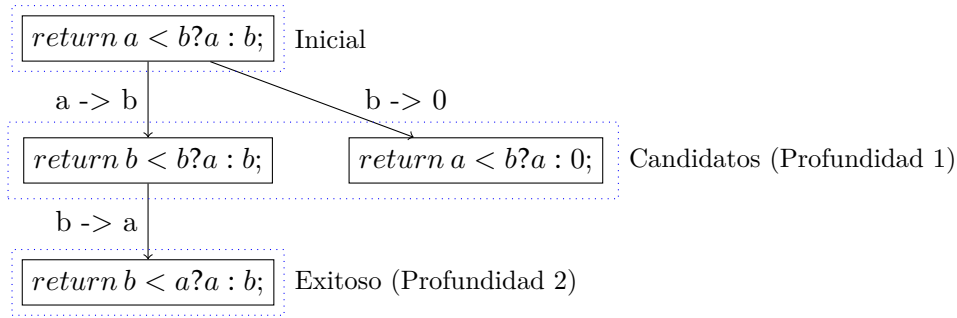 return a < b?a : b; Inicial
a -> b b -> 0
return b < b?a : b; return a < b?a : 0; Candidatos (Profundidad 1)
b -> a
return b < a?a : b; Exitoso (Profundidad 2)